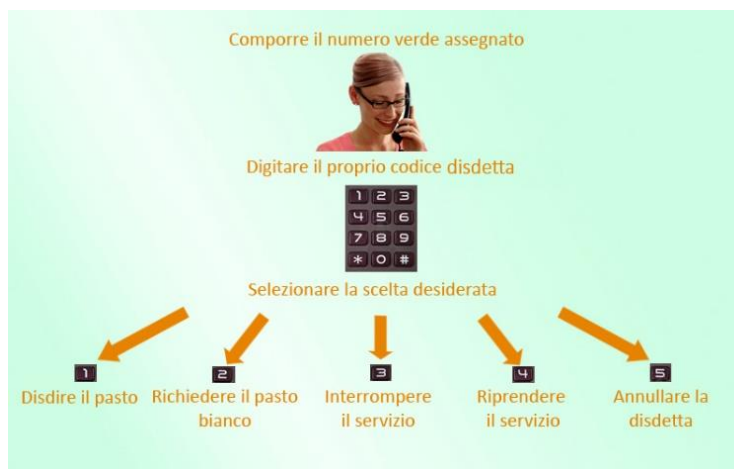 Comporre il numero verde assegnato
Digitare il proprio codice disdetta
1 2 3
4 5 6
7 8 9
* 0 #
Selezionare la scelta desiderata
1
Disdire il pasto
2
Richiedere il pasto
bianco
3
Interrompere
il servizio
4
Riprendere
il servizio
5
Annullare la
disdetta